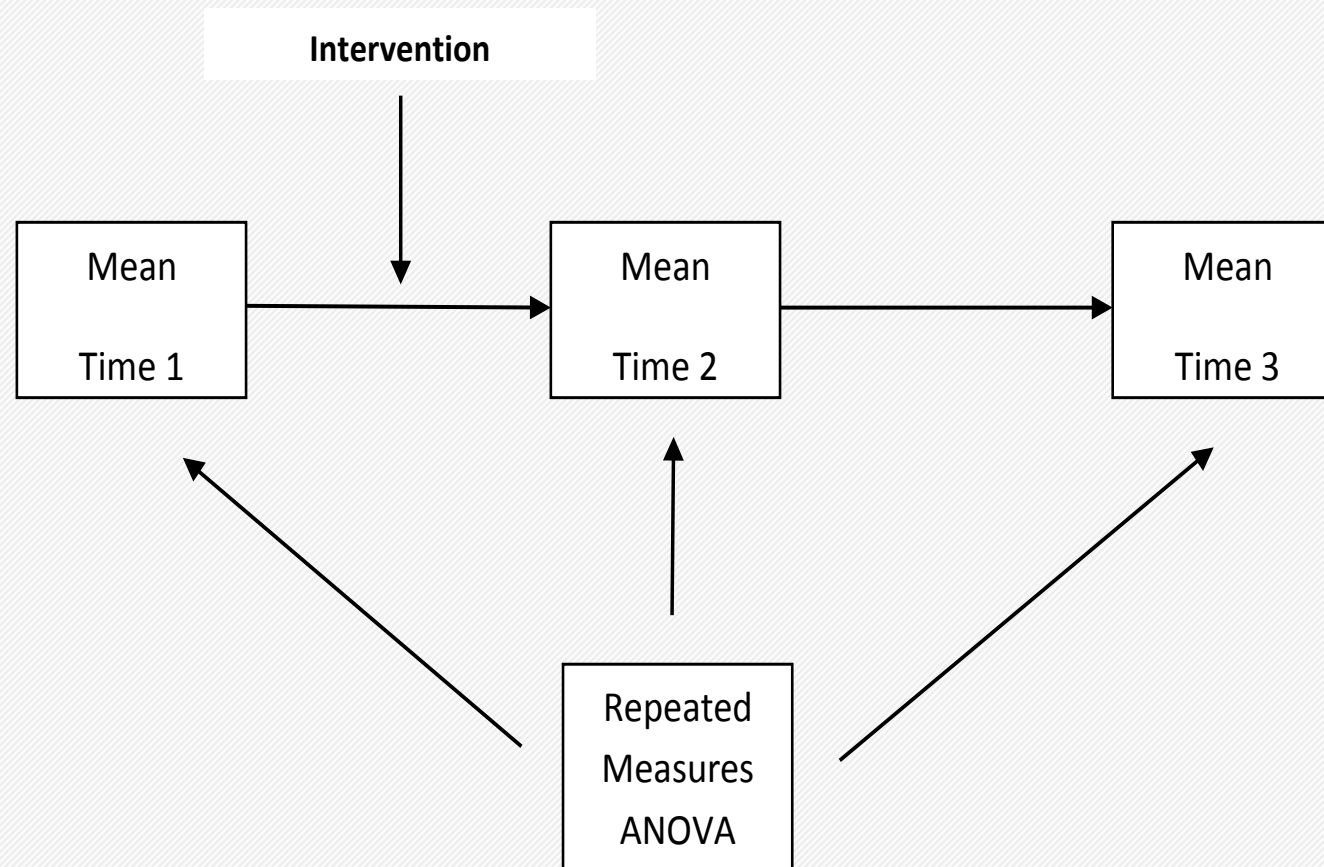 Intervention
Mean
Time 1
Mean
Time 2
Mean
Time 3
Repeated
Measures
ANOVA